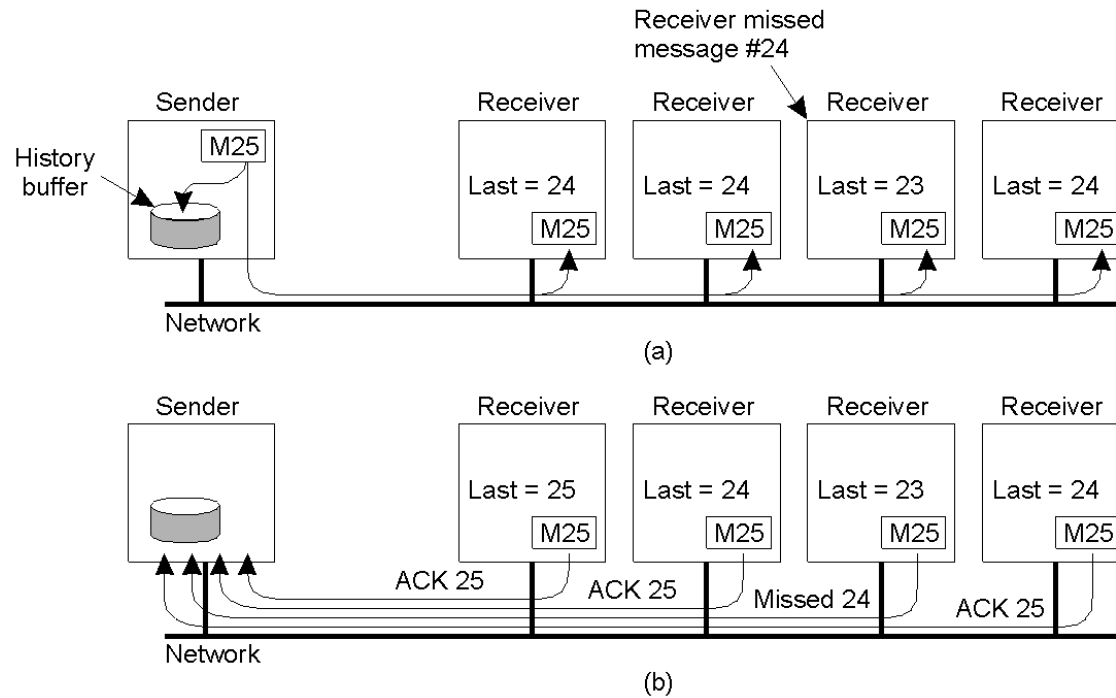 Receiver missed
message #24
Sender
Receiver
Receiver
Receiver
Receiver
M25
History
buffer
Last = 24
Last = 24
Last = 23
Last = 24
M25
M25
M25
M25
Network
(a)
Sender
Receiver
Receiver
Receiver
Receiver
Last = 25
Last = 24
Last = 23
Last = 24
M25
M25
M25
M25
ACK 25
ACK 25
Missed 24
ACK 25
Network
(b)